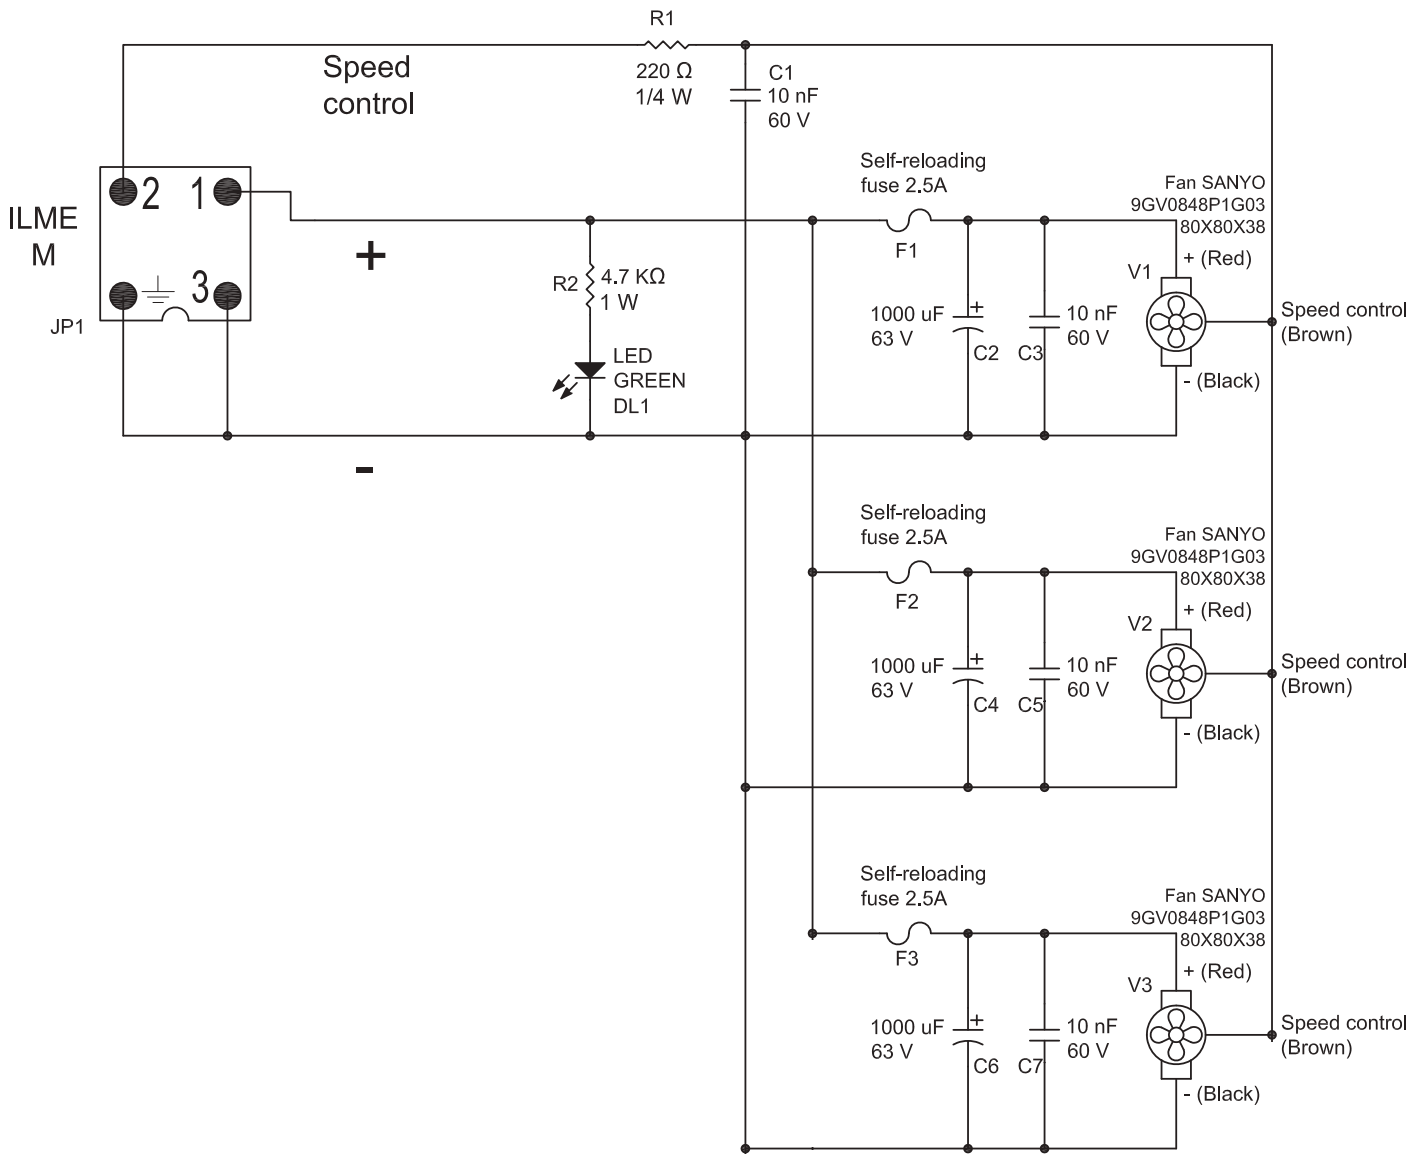 R1
220 Ω
1/4 W
Speed
control
C1
10 nF
60 V
ILME
M
2
1
3
JP1
+
-
R2
4.7 KΩ
1 W
LED
GREEN
DL1
Self-reloading
fuse 2.5A
F1
1000 uF
63 V
+
C2
C3
10 nF
60 V
Fan SANYO
9GV0848P1G03
80X80X38
+ (Red)
V1
- (Black)
Speed control
(Brown)
Self-reloading
fuse 2.5A
F2
1000 uF
63 V
+
C4
C5
10 nF
60 V
Fan SANYO
9GV0848P1G03
80X80X38
+ (Red)
V2
- (Black)
Speed control
(Brown)
Self-reloading
fuse 2.5A
F3
1000 uF
63 V
+
C6
C7
10 nF
60 V
Fan SANYO
9GV0848P1G03
80X80X38
+ (Red)
V3
- (Black)
Speed control
(Brown)